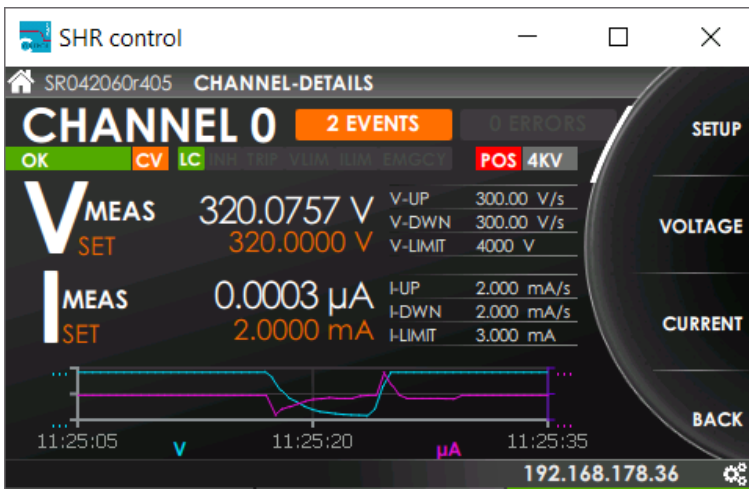 SHR control
SR042060r405 CHANNEL-DETAILS
CHANNEL 0 2 EVENTS 0 ERRORS
OK CV LC INH TRIP VLIM ILIM EMGCY POS 4KV
V MEAS 320.0757 V
SET 320.0000 V
V-UP 300.00 V/s
V-DWN 300.00 V/s
V-LIMIT 4000 V
I MEAS 0.0003 µA
SET 2.0000 mA
I-UP 2.000 mA/s
I-DWN 2.000 mA/s
I-LIMIT 3.000 mA
11:25:05 V 11:25:20 µA 11:25:35
SETUP
VOLTAGE
CURRENT
BACK
192.168.178.36